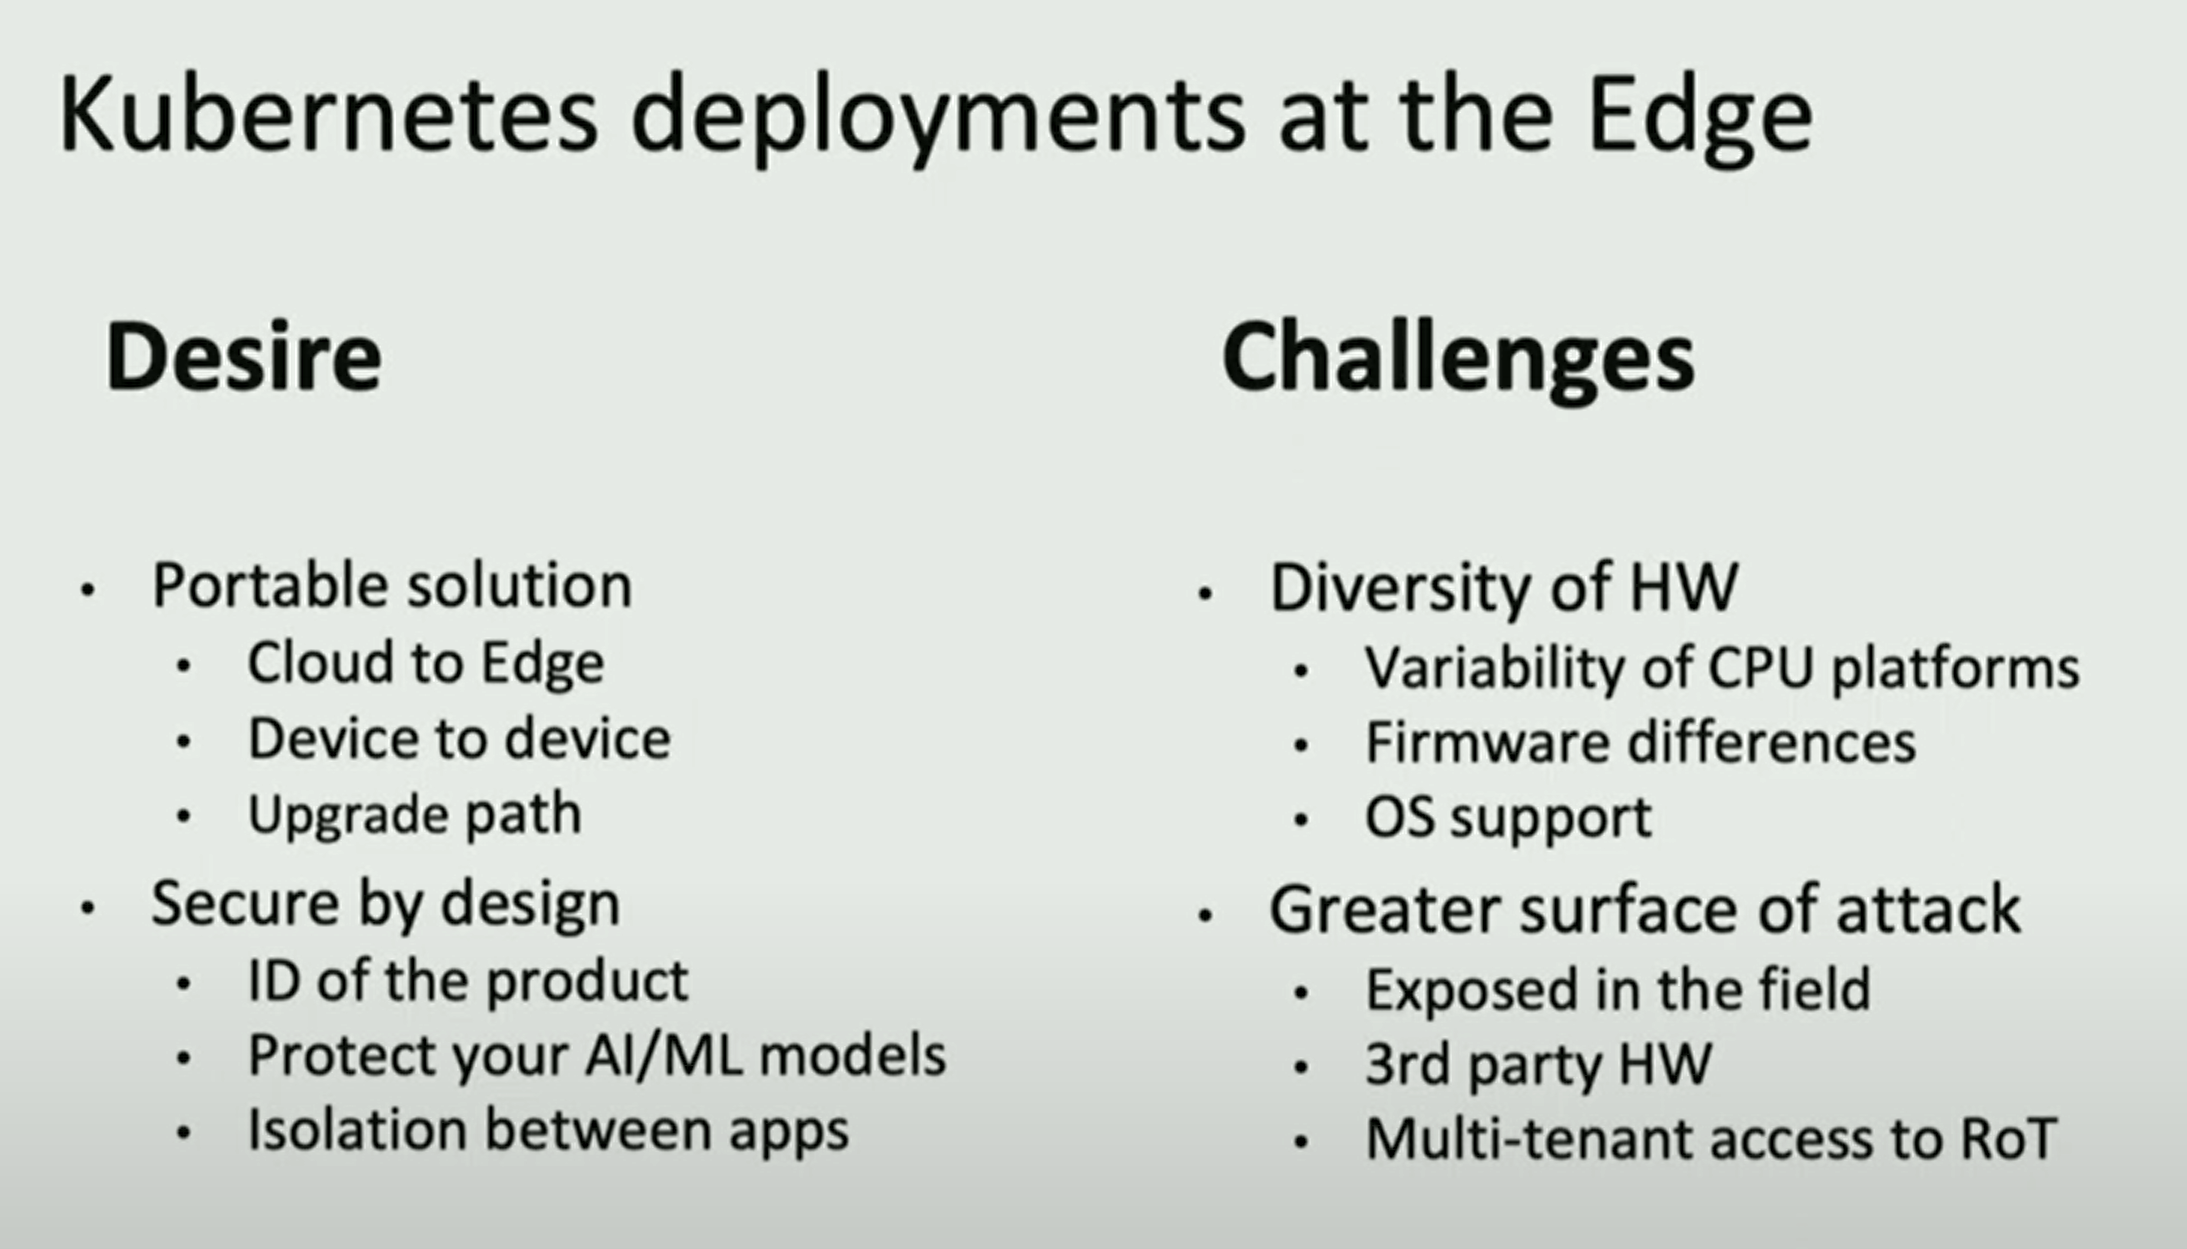 Kubernetes deployments at the Edge
Desire
• Portable solution
• Cloud to Edge
• Device to device
• Upgrade path
• Secure by design
• ID of the product
• Protect your AI/ML models
• Isolation between apps
Challenges
• Diversity of HW
• Variability of CPU platforms
• Firmware differences
• OS support
• Greater surface of attack
• Exposed in the field
• 3rd party HW
• Multi-tenant access to RoT